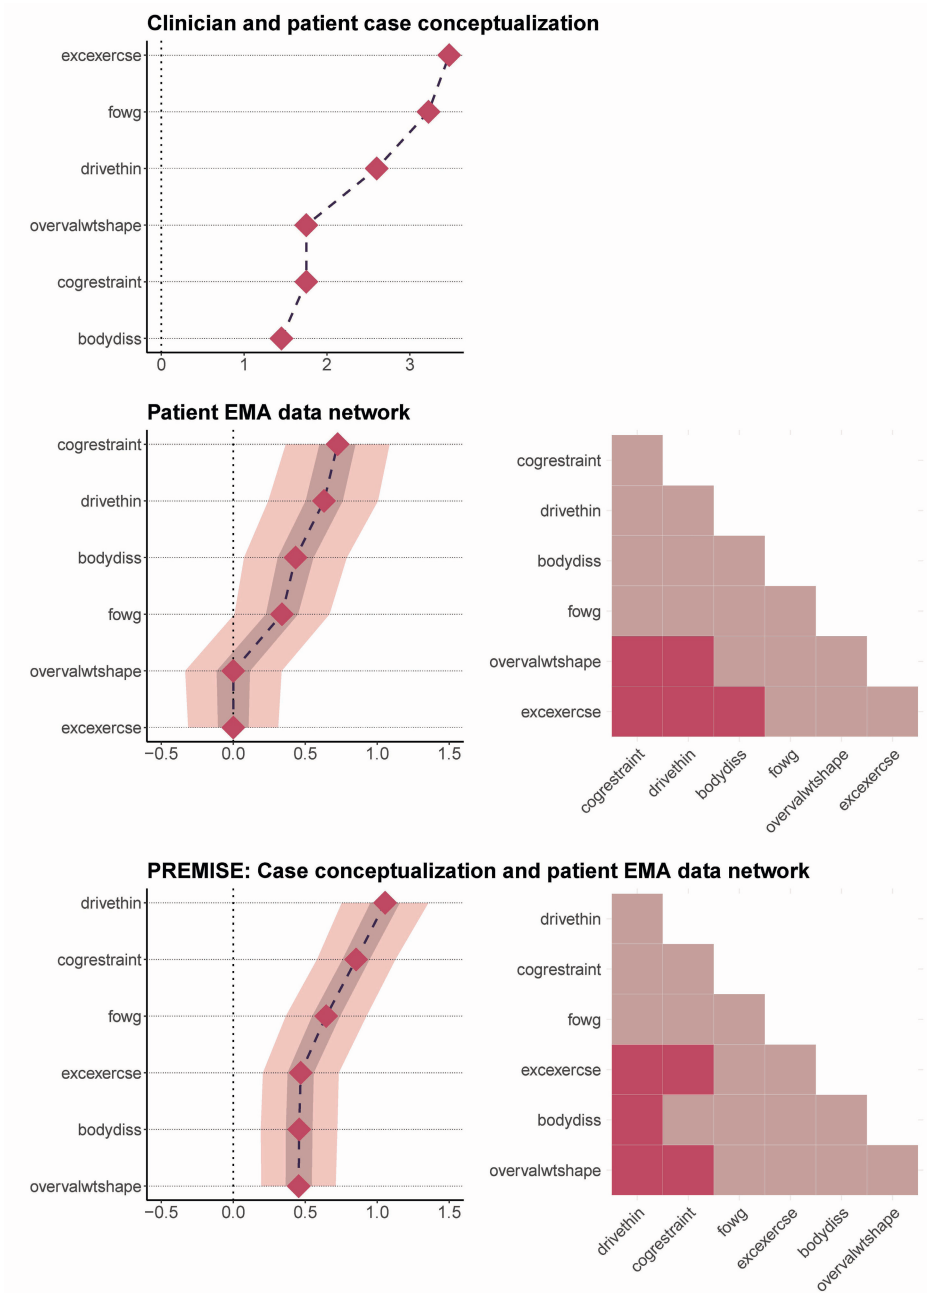 Clinician and patient case conceptualization
excexercse
fowg
drivethin
overvalwtshape
cogrestraint
bodydiss
0 1 2 3
Patient EMA data network
cogrestraint
drivethin
bodydiss
fowg
overvalwtshape
excexercse
−0.5 0.0 0.5 1.0 1.5
cogrestraint
drivethin
bodydiss
fowg
overvalwtshape
excexercse
cogrestraint
drivethin
bodydiss
fowg
overvalwtshape
excexercse
PREMISE: Case conceptualization and patient EMA data network
drivethin
cogrestraint
fowg
excexercse
bodydiss
overvalwtshape
−0.5 0.0 0.5 1.0 1.5
drivethin
cogrestraint
fowg
excexercse
bodydiss
overvalwtshape
drivethin
cogrestraint
fowg
excexercse
bodydiss
overvalwtshape